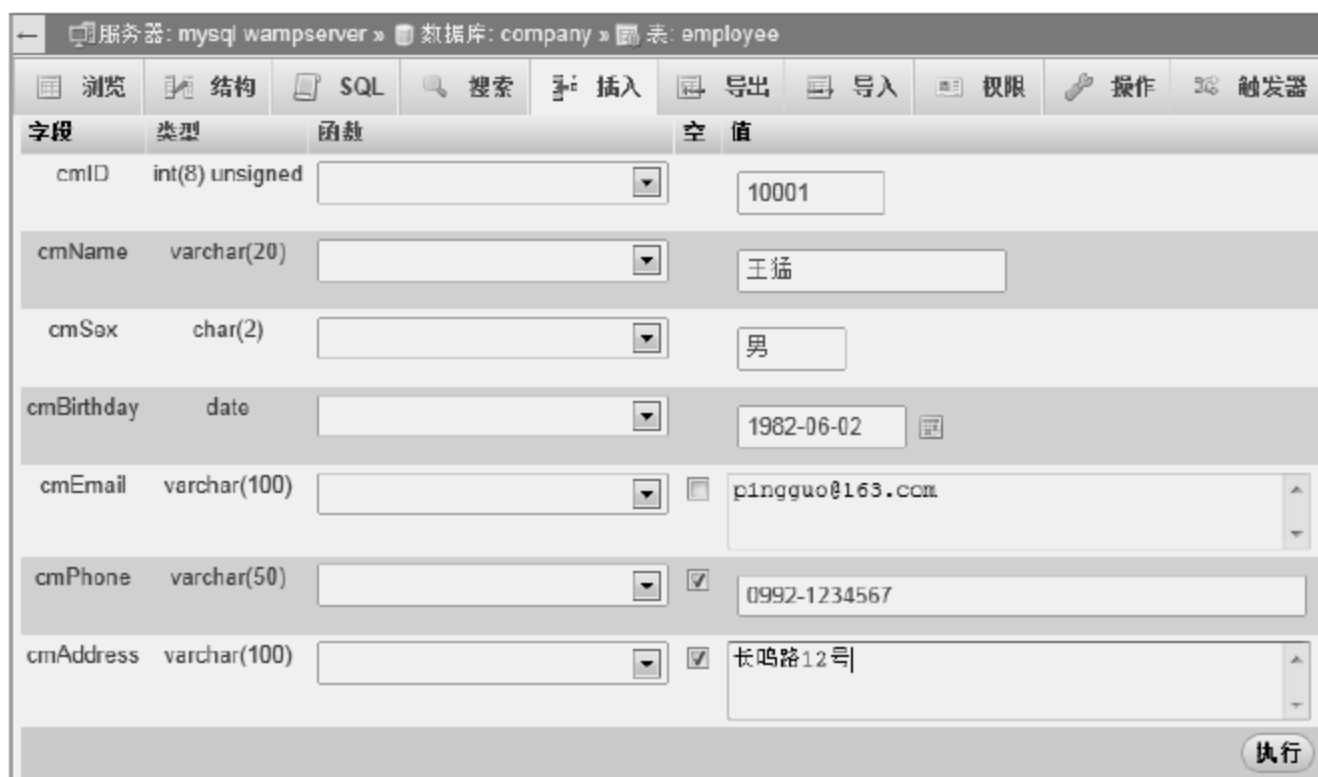 ← 服务器: mysql wampserver » 数据库: company » 表: employee
浏览 结构 SQL 搜索 插入 导出 导入 权限 操作 触发器
字段 类型 函数 空 值
cmID int(8) unsigned 10001
cmName varchar(20) 王猛
cmSex char(2) 男
cmBirthday date 1982-06-02
cmEmail varchar(100) pingguo@163.com
cmPhone varchar(50) 0992-1234567
cmAddress varchar(100) 长鸣路12号
执行